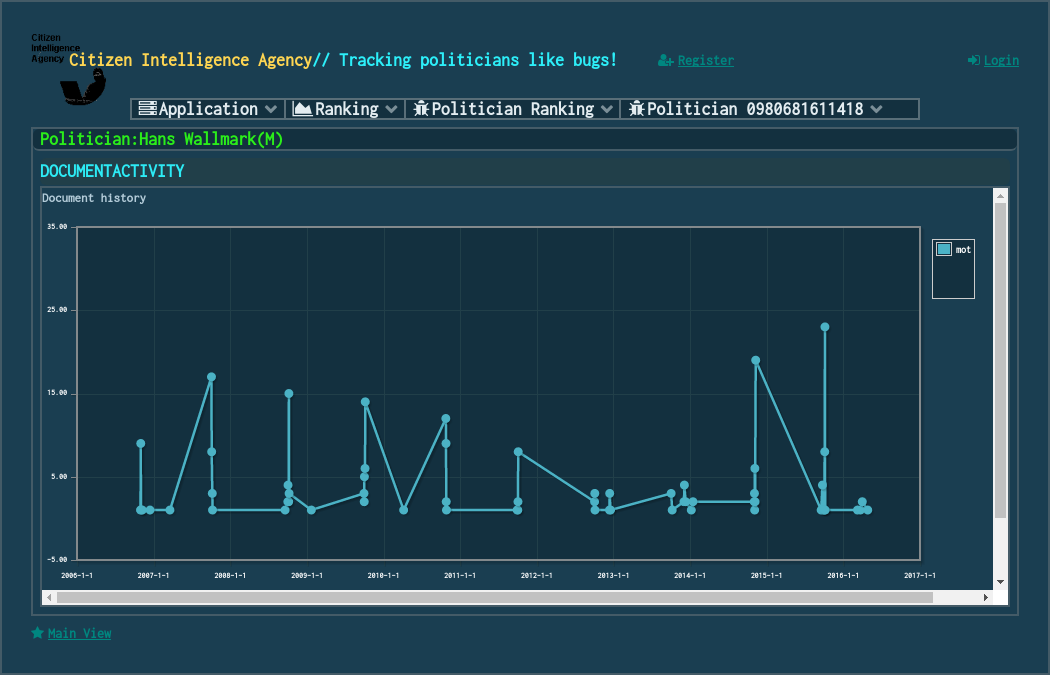 Citizen
Intelligence
Agency
Citizen Intelligence Agency// Tracking politicians like bugs!
Register
Login
Application
Ranking
Politician Ranking
Politician 0980681611418
Politician:Hans Wallmark(M)
DOCUMENTACTIVITY
Document history
35.00
mot
25.00
15.00
5.00
-5.00
2006-1-1 2007-1-1 2008-1-1 2009-1-1 2010-1-1 2011-1-1 2012-1-1 2013-1-1 2014-1-1 2015-1-1 2016-1-1 2017-1-1
Main View